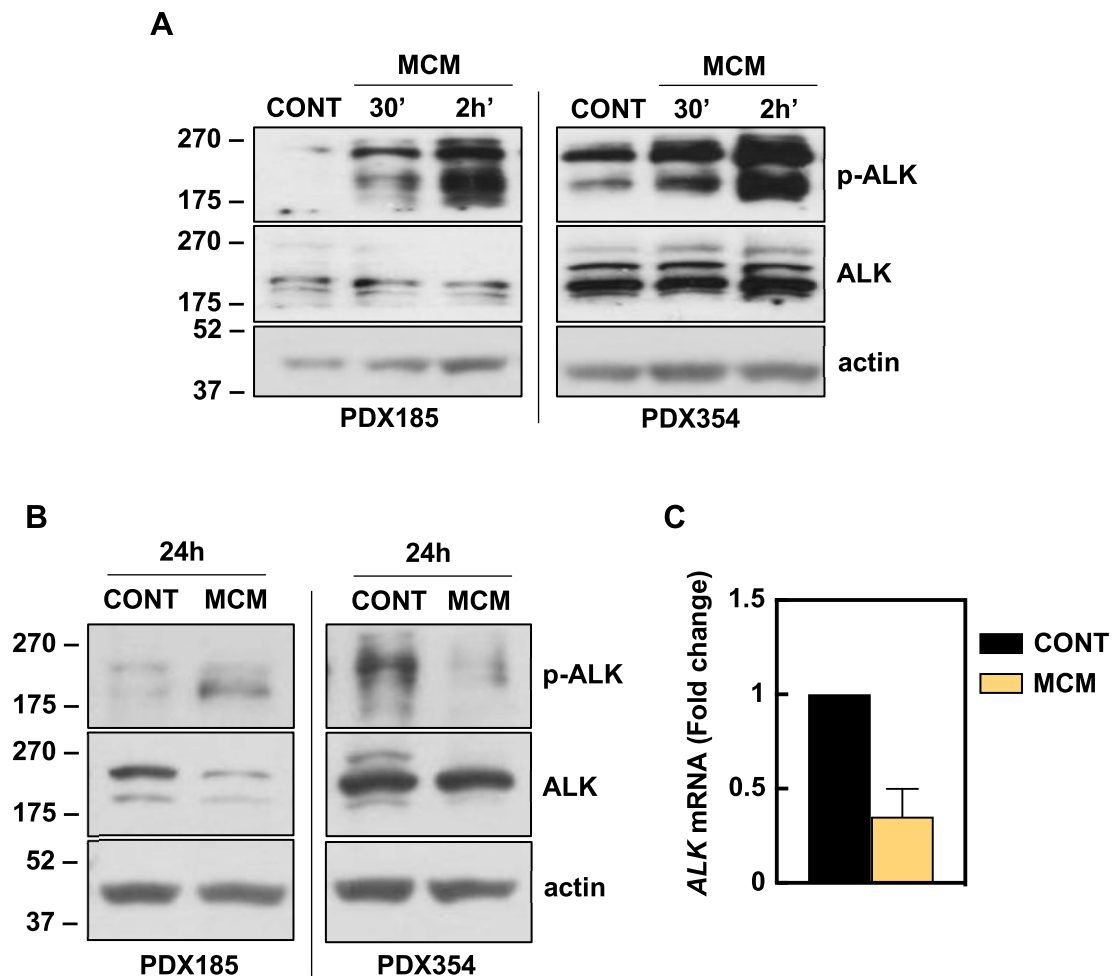 A
MCM MCM
CONT 30’ 2h’ CONT 30’ 2h’
270 –
175 –
p-ALK
270 –
175 –
ALK
52 –
37 –
actin
PDX185 PDX354
B
24h 24h
CONT MCM CONT MCM
270 –
175 –
p-ALK
270 –
175 –
ALK
52 –
37 –
actin
PDX185 PDX354
C
ALK mRNA (Fold change)
1.5
1
0.5
0
CONT
MCM